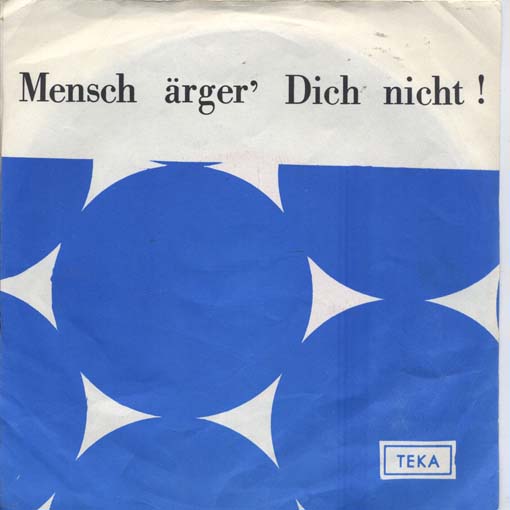 Mensch ärger’ Dich nicht !
TEKA